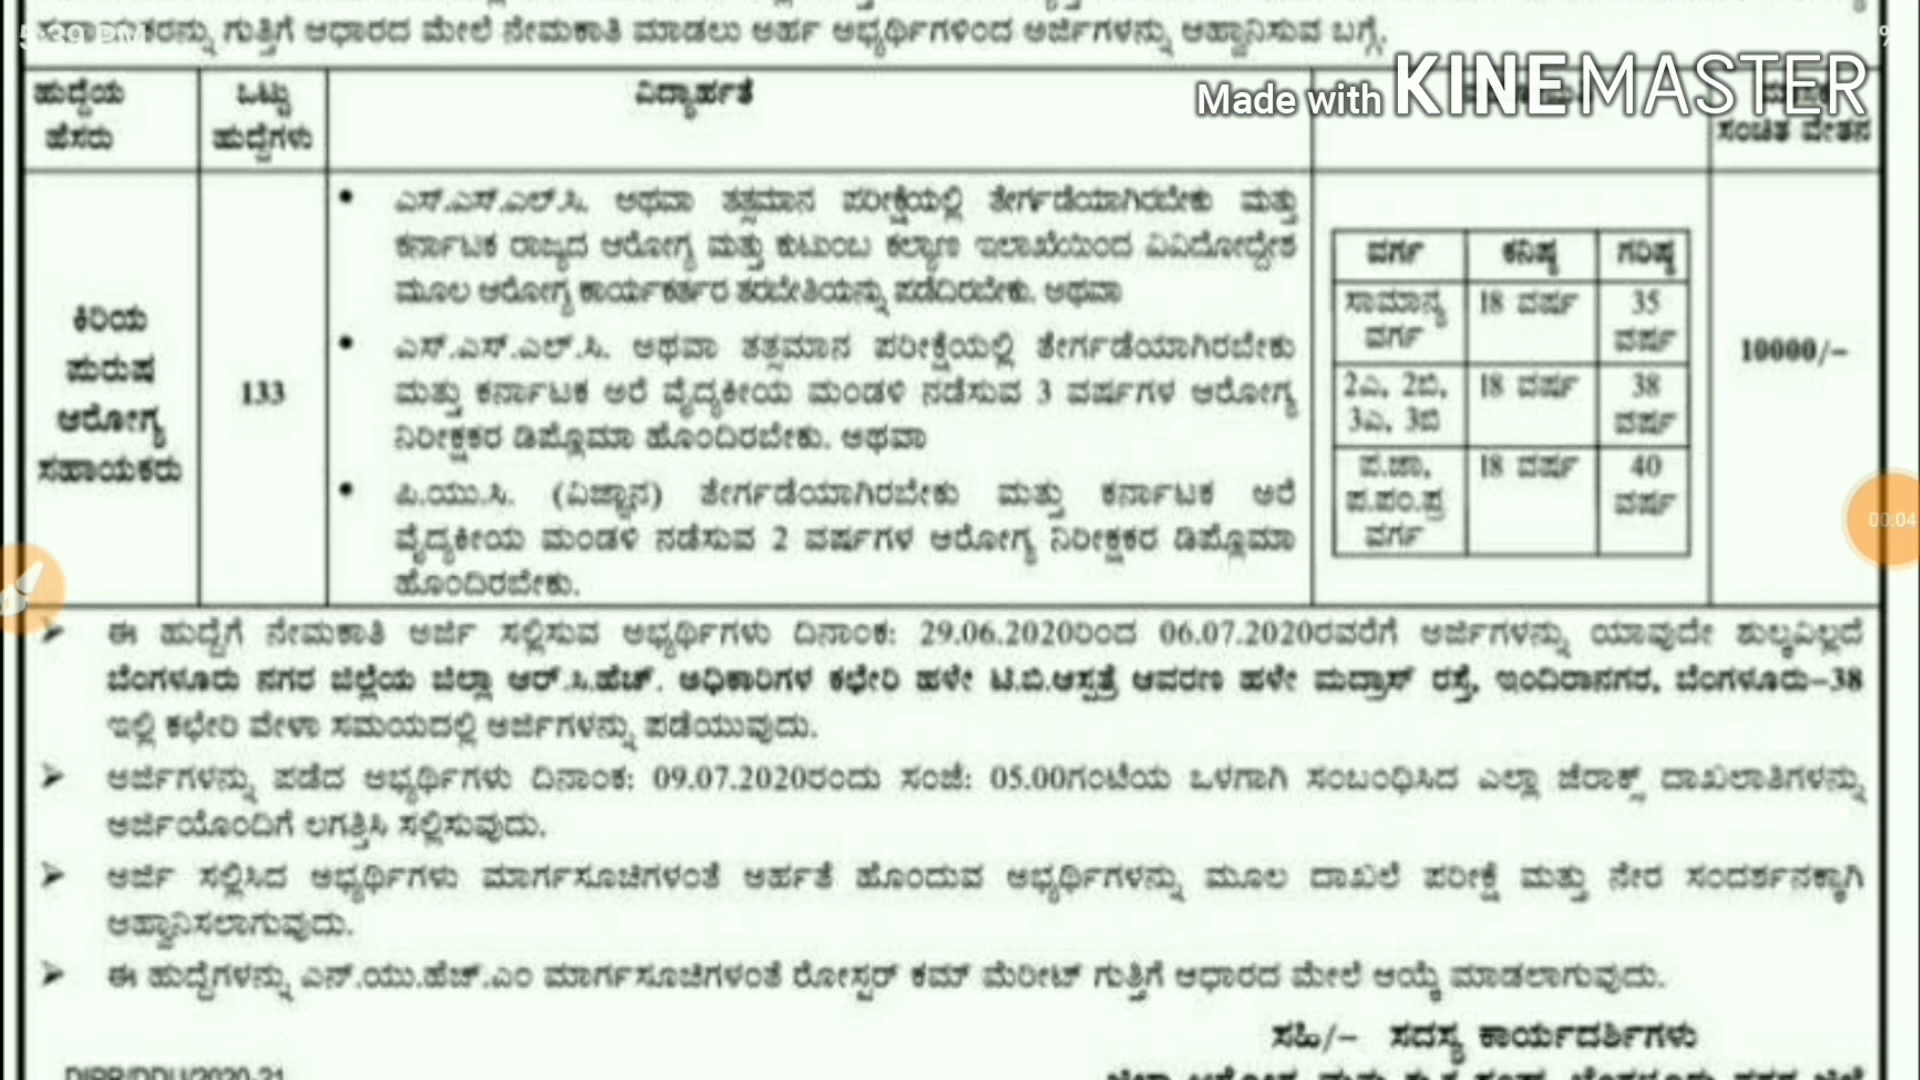 ಗುತ್ತಿಗೆ ಆಧಾರದ ಮೇಲೆ ನೇಮಕಾತಿ ಮಾಡಲು ಅರ್ಹ ಅಭ್ಯರ್ಥಿಗಳಿಂದ ಅರ್ಜಿಗಳನ್ನು ಆಹ್ವಾನಿಸುವ ಬಗ್ಗೆ.
Made with KINEMASTER
ಹುದ್ದೆಯ ಹೆಸರು
ಒಟ್ಟು ಹುದ್ದೆಗಳು
ವಿದ್ಯಾರ್ಹತೆ
ಸಂಚಿತ ವೇತನ
ಕಿರಿಯ
ಪುರುಷ
ಆರೋಗ್ಯ
ಸಹಾಯಕರು
133
• ಎಸ್.ಎಸ್.ಎಲ್.ಸಿ. ಅಥವಾ ತತ್ಸಮಾನ ಪರೀಕ್ಷೆಯಲ್ಲಿ ತೇರ್ಗಡೆಯಾಗಿರಬೇಕು ಮತ್ತು
ಕರ್ನಾಟಕ ರಾಜ್ಯದ ಆರೋಗ್ಯ ಮತ್ತು ಕುಟುಂಬ ಕಲ್ಯಾಣ ಇಲಾಖೆಯಿಂದ ವಿವಿದೋದ್ದೇಶ
ಮೂಲ ಆರೋಗ್ಯ ಕಾರ್ಯಕರ್ತರ ತರಬೇತಿಯನ್ನು ಪಡೆದಿರಬೇಕು. ಅಥವಾ
• ಎಸ್.ಎಸ್.ಎಲ್.ಸಿ. ಅಥವಾ ತತ್ಸಮಾನ ಪರೀಕ್ಷೆಯಲ್ಲಿ ತೇರ್ಗಡೆಯಾಗಿರಬೇಕು
ಮತ್ತು ಕರ್ನಾಟಕ ಅರೆ ವೈದ್ಯಕೀಯ ಮಂಡಳಿ ನಡೆಸುವ 3 ವರ್ಷಗಳ ಆರೋಗ್ಯ
ನಿರೀಕ್ಷಕರ ಡಿಪ್ಲೊಮಾ ಹೊಂದಿರಬೇಕು. ಅಥವಾ
• ಪಿ.ಯು.ಸಿ. (ವಿಜ್ಞಾನ) ತೇರ್ಗಡೆಯಾಗಿರಬೇಕು ಮತ್ತು ಕರ್ನಾಟಕ ಅರೆ
ವೈದ್ಯಕೀಯ ಮಂಡಳಿ ನಡೆಸುವ 2 ವರ್ಷಗಳ ಆರೋಗ್ಯ ನಿರೀಕ್ಷಕರ ಡಿಪ್ಲೊಮಾ
ಹೊಂದಿರಬೇಕು.
ವರ್ಗ ಕನಿಷ್ಠ ಗರಿಷ್ಠ
ಸಾಮಾನ್ಯ ವರ್ಗ 18 ವರ್ಷ 35 ವರ್ಷ
2ಎ, 2ಬಿ, 3ಎ, 3ಬಿ 18 ವರ್ಷ 38 ವರ್ಷ
ಪ.ಜಾ, ಪ.ಪಂ.ಪ್ರ ವರ್ಗ 18 ವರ್ಷ 40 ವರ್ಷ
10000/-
00:04
➤ ಈ ಹುದ್ದೆಗೆ ನೇಮಕಾತಿ ಅರ್ಜಿ ಸಲ್ಲಿಸುವ ಅಭ್ಯರ್ಥಿಗಳು ದಿನಾಂಕ: 29.06.2020ರಿಂದ 06.07.2020ರವರೆಗೆ ಅರ್ಜಿಗಳನ್ನು ಯಾವುದೇ ಶುಲ್ಕವಿಲ್ಲದೆ
ಬೆಂಗಳೂರು ನಗರ ಜಿಲ್ಲೆಯ ಜಿಲ್ಲಾ ಆರ್.ಸಿ.ಹೆಚ್. ಅಧಿಕಾರಿಗಳ ಕಛೇರಿ ಹಳೇ ಟಿ.ಬಿ.ಆಸ್ಪತ್ರೆ ಆವರಣ ಹಳೇ ಮದ್ರಾಸ್ ರಸ್ತೆ, ಇಂದಿರಾನಗರ, ಬೆಂಗಳೂರು-38
ಇಲ್ಲಿ ಕಛೇರಿ ವೇಳಾ ಸಮಯದಲ್ಲಿ ಅರ್ಜಿಗಳನ್ನು ಪಡೆಯುವುದು.
➤ ಅರ್ಜಿಗಳನ್ನು ಪಡೆದ ಅಭ್ಯರ್ಥಿಗಳು ದಿನಾಂಕ: 09.07.2020ರಂದು ಸಂಜೆ: 05.00ಗಂಟೆಯ ಒಳಗಾಗಿ ಸಂಬಂಧಿಸಿದ ಎಲ್ಲಾ ಜೆರಾಕ್ಸ್ ದಾಖಲಾತಿಗಳನ್ನು
ಅರ್ಜಿಯೊಂದಿಗೆ ಲಗತ್ತಿಸಿ ಸಲ್ಲಿಸುವುದು.
➤ ಅರ್ಜಿ ಸಲ್ಲಿಸಿದ ಅಭ್ಯರ್ಥಿಗಳು ಮಾರ್ಗಸೂಚಿಗಳಂತೆ ಅರ್ಹತೆ ಹೊಂದುವ ಅಭ್ಯರ್ಥಿಗಳನ್ನು ಮೂಲ ದಾಖಲೆ ಪರೀಕ್ಷೆ ಮತ್ತು ನೇರ ಸಂದರ್ಶನಕ್ಕಾಗಿ
ಆಹ್ವಾನಿಸಲಾಗುವುದು.
➤ ಈ ಹುದ್ದೆಗಳನ್ನು ಎನ್.ಯು.ಹೆಚ್.ಎಂ ಮಾರ್ಗಸೂಚಿಗಳಂತೆ ರೋಸ್ಟರ್ ಕಮ್ ಮೆರೀಟ್ ಗುತ್ತಿಗೆ ಆಧಾರದ ಮೇಲೆ ಆಯ್ಕೆ ಮಾಡಲಾಗುವುದು.
ಸಹಿ/- ಸದಸ್ಯ ಕಾರ್ಯದರ್ಶಿಗಳು
DIPR/DDU/2020-21